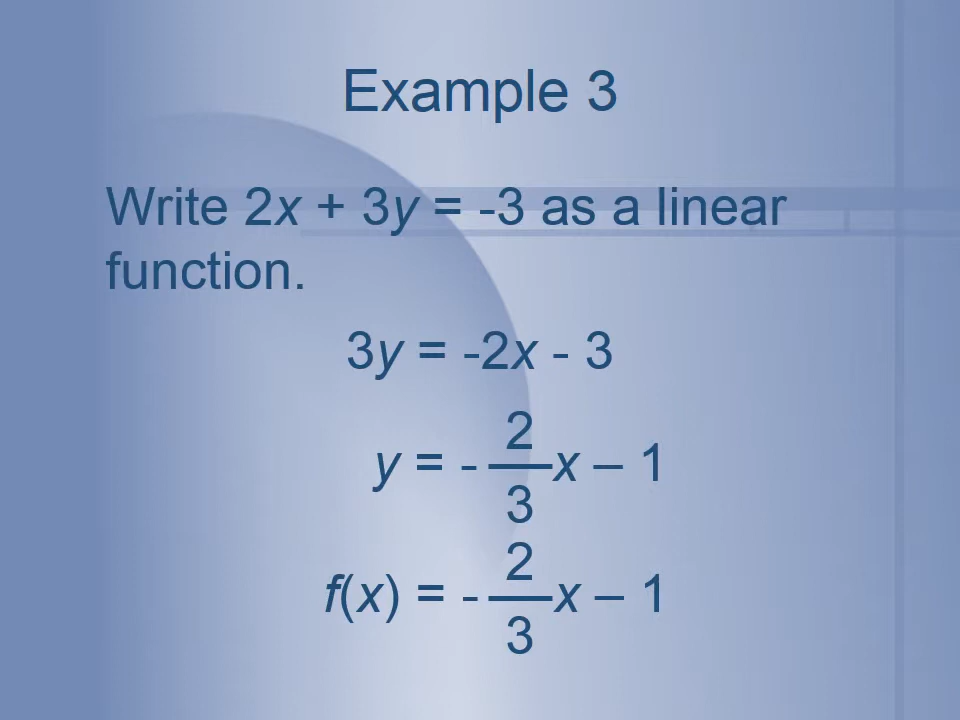 Example 3
Write 2x + 3y = -3 as a linear
function.
3y = -2x - 3
y = - 2/3 x – 1
f(x) = - 2/3 x – 1